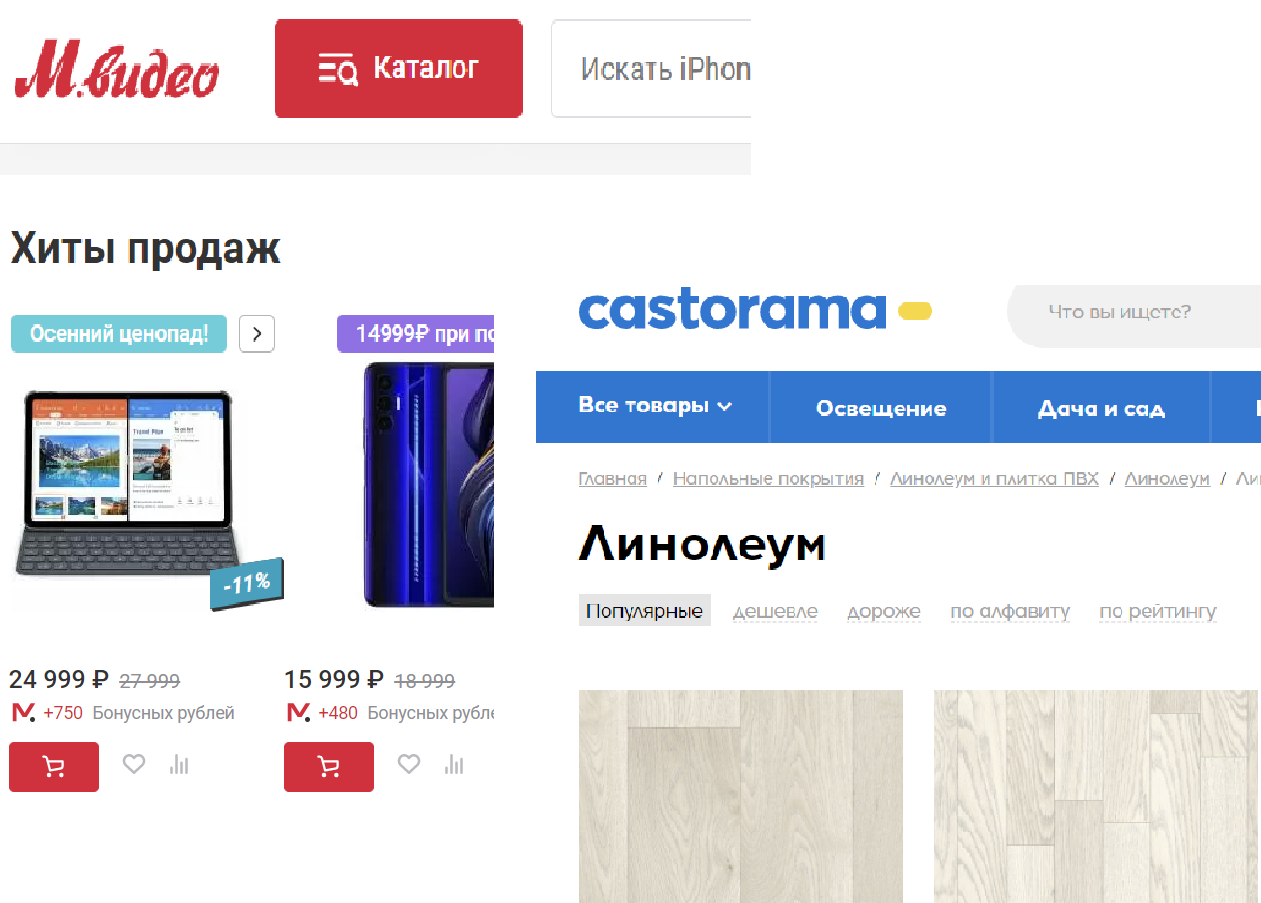 М.видео
Каталог
Искать iPhon
Хиты продаж
Осенний ценопад!
14999₽ при по
-11%
24 999 ₽ 27 999
+750 Бонусных рублей
15 999 ₽ 18 999
+480 Бонусных рубле
castorama
Что вы ищете?
Все товары
Освещение
Дача и сад
Главная / Напольные покрытия / Линолеум и плитка ПВХ / Линолеум / Ли
Линолеум
Популярные дешевле дороже по алфавиту по рейтингу